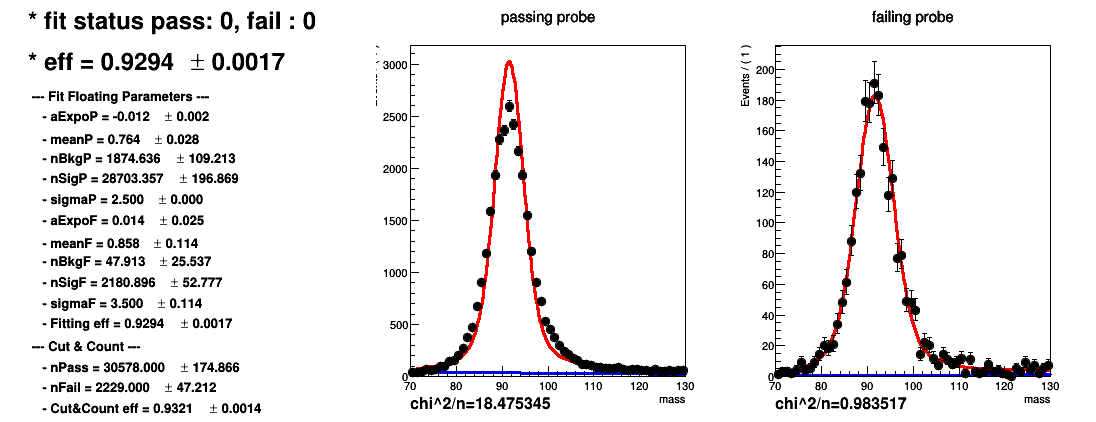 * fit status pass: 0, fail : 0
* eff = 0.9294 ± 0.0017
--- Fit Floating Parameters ---
- aExpoP = -0.012 ± 0.002
- meanP = 0.764 ± 0.028
- nBkgP = 1874.636 ± 109.213
- nSigP = 28703.357 ± 196.869
- sigmaP = 2.500 ± 0.000
- aExpoF = 0.014 ± 0.025
- meanF = 0.858 ± 0.114
- nBkgF = 47.913 ± 25.537
- nSigF = 2180.896 ± 52.777
- sigmaF = 3.500 ± 0.114
- Fitting eff = 0.9294 ± 0.0017
--- Cut & Count ---
- nPass = 30578.000 ± 174.866
- nFail = 2229.000 ± 47.212
- Cut&Count eff = 0.9321 ± 0.0014
passing probe
3000
2500
2000
1500
1000
500
0
70 80 90 100 110 120 130
mass
chi^2/n=18.475345
failing probe
Events / ( 1 )
200
180
160
140
120
100
80
60
40
20
0
70 80 90 100 110 120 130
mass
chi^2/n=0.983517